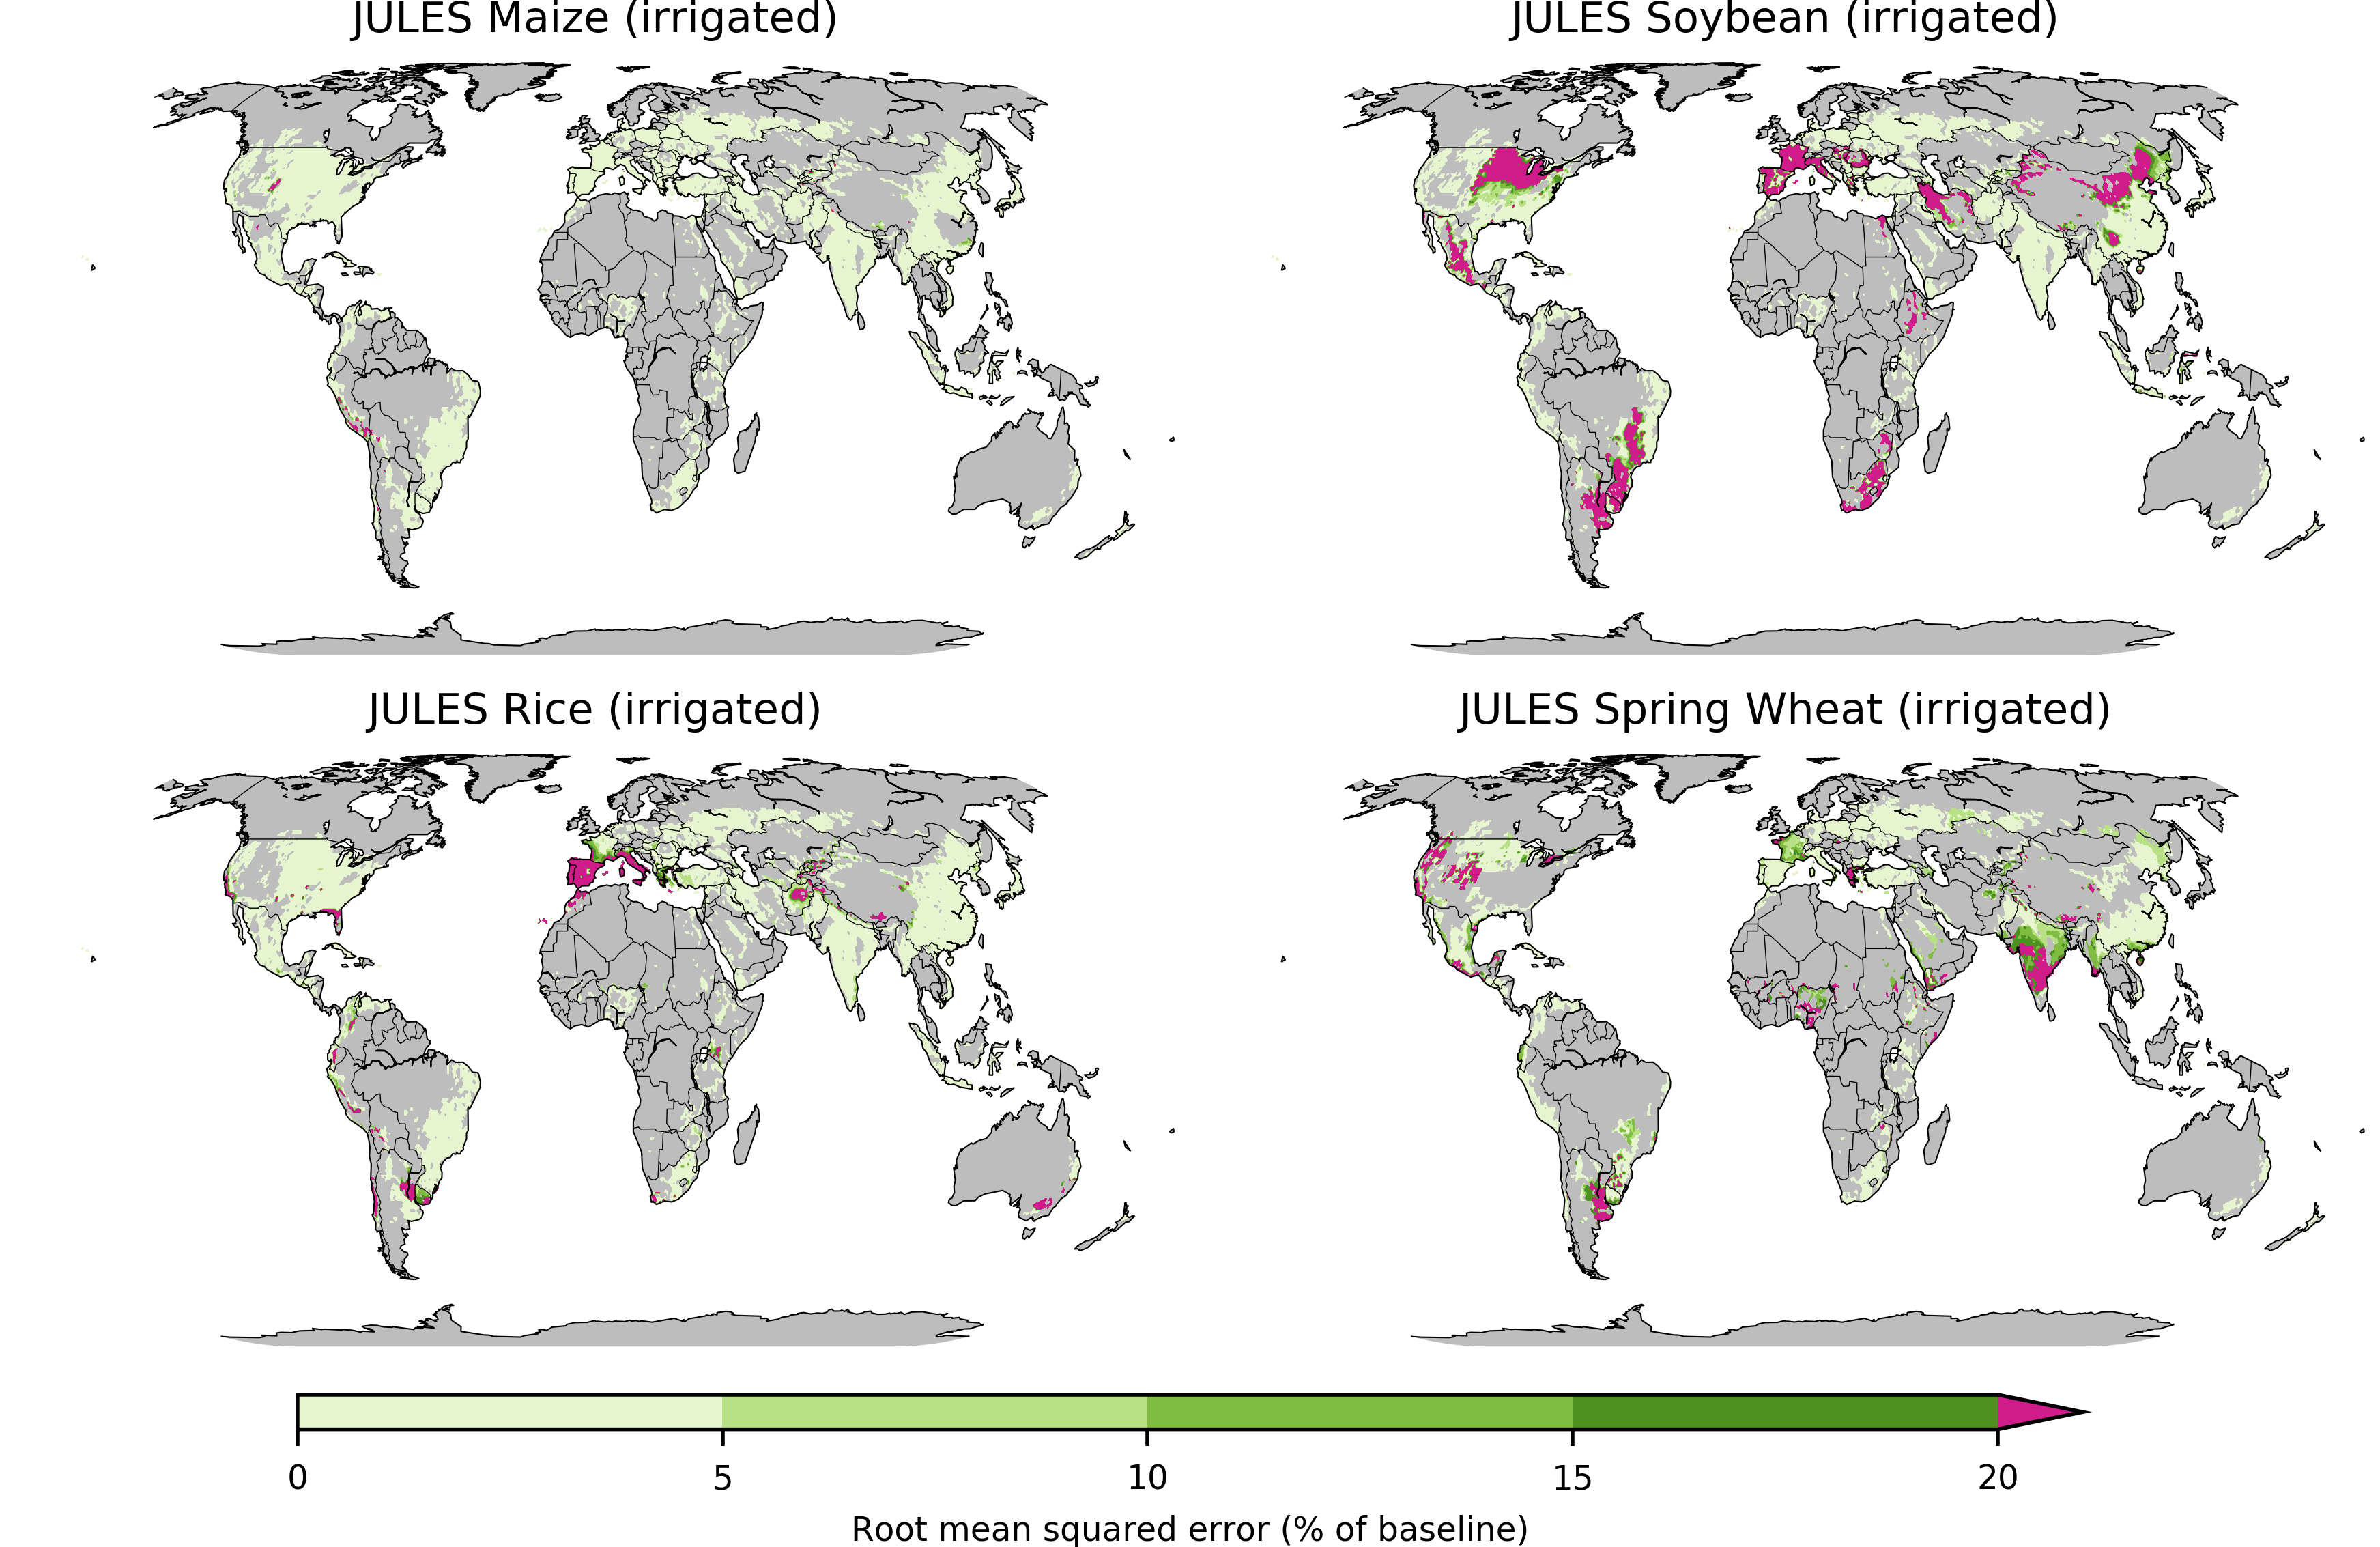 JULES Maize (irrigated)
JULES Soybean (irrigated)
JULES Rice (irrigated)
JULES Spring Wheat (irrigated)
0 5 10 15 20
Root mean squared error (% of baseline)